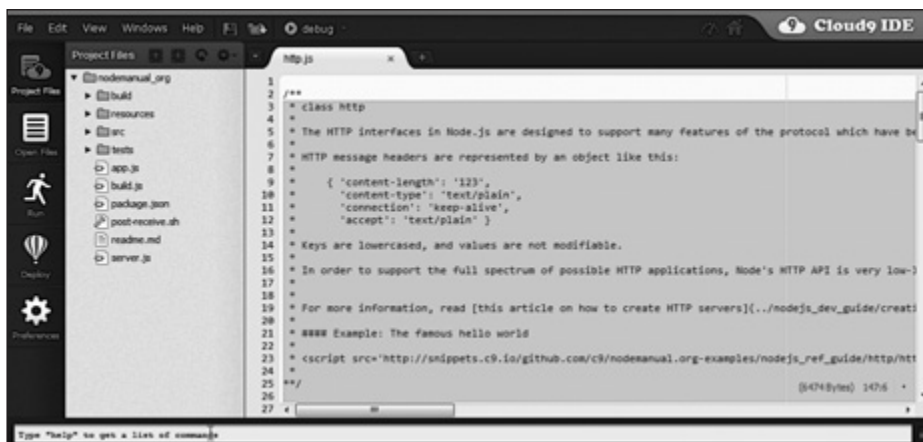 File Edit View Windows Help debug
Cloud9 IDE
Project Files
http.js
nodemanual_org
build
resources
src
tests
app.js
build.js
package.json
post-receive.sh
readme.md
server.js
Project Files
Open Files
Run
Deploy
Preferences
1
2 /**
3 * class http
4 *
5 * The HTTP interfaces in Node.js are designed to support many features of the protocol which have
6 *
7 * HTTP message headers are represented by an object like this:
8 *
9 * { 'content-length': '123',
10 * 'content-type': 'text/plain',
11 * 'connection': 'keep-alive',
12 * 'accept': 'text/plain' }
13 *
14 * Keys are lowercased, and values are not modifiable.
15 *
16 * In order to support the full spectrum of possible HTTP applications, Node's HTTP API is very
17 *
18 *
19 * For more information, read [this article on how to create HTTP servers](../nodejs_dev_guide/creati
20 *
21 * #### Example: The famous hello world
22 *
23 * <script src='http://snippets.c9.io/github.com/c9/nodemanual.org-examples/nodejs_ref_guide/http/htt
24 *
25 **/
26
27
(6474 Bytes) 147:6
Type "help" to get a list of commands